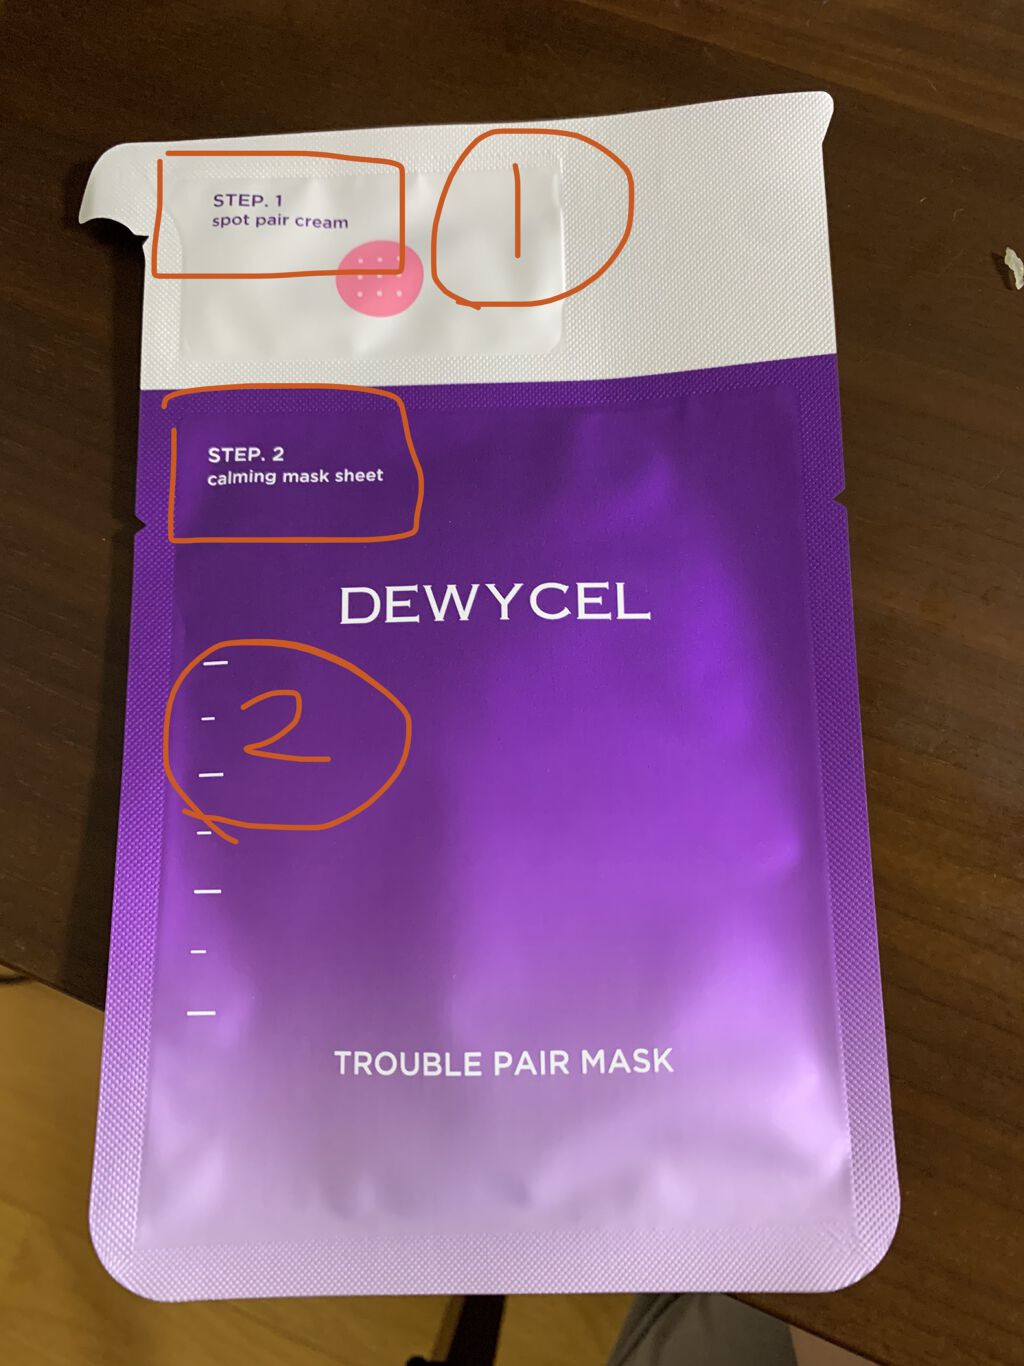 STEP. 1
spot pair cream
1
STEP. 2
calming mask sheet
DEWYCEL
2
TROUBLE PAIR MASK